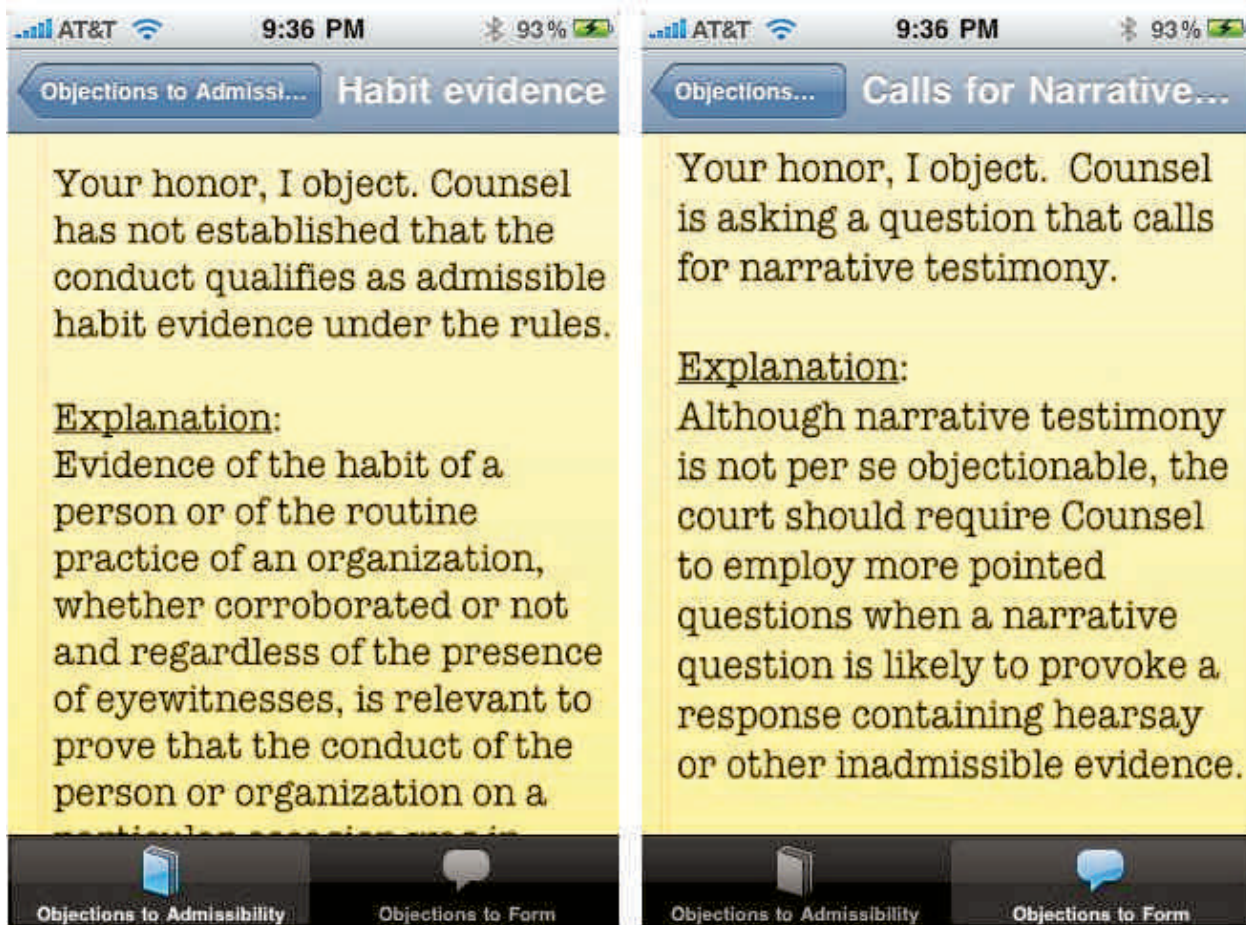 AT&T 9:36 PM 93%
Objections to Admissi... Habit evidence
Your honor, I object. Counsel
has not established that the
conduct qualifies as admissible
habit evidence under the rules.
Explanation:
Evidence of the habit of a
person or of the routine
practice of an organization,
whether corroborated or not
and regardless of the presence
of eyewitnesses, is relevant to
prove that the conduct of the
person or organization on a
particular occasion was in
Objections to Admissibility Objections to Form
AT&T 9:36 PM 93%
Objections... Calls for Narrative...
Your honor, I object. Counsel
is asking a question that calls
for narrative testimony.
Explanation:
Although narrative testimony
is not per se objectionable, the
court should require Counsel
to employ more pointed
questions when a narrative
question is likely to provoke a
response containing hearsay
or other inadmissible evidence.
Objections to Admissibility Objections to Form